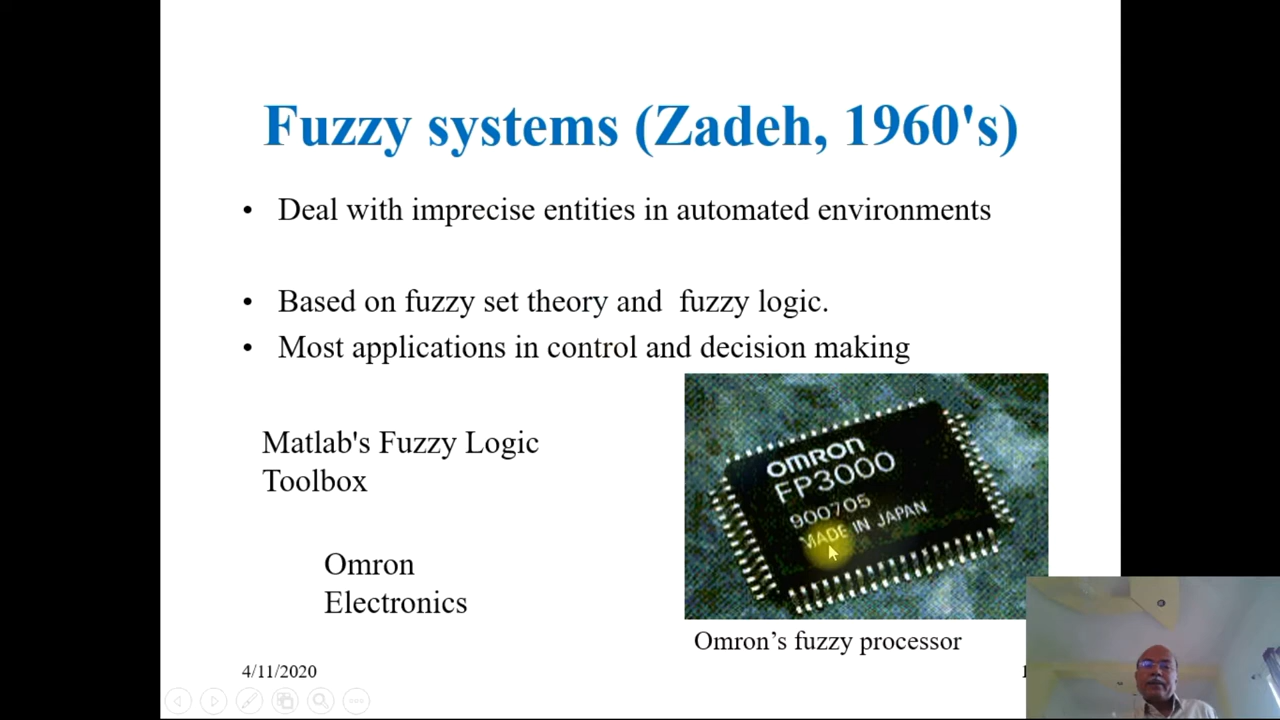 Fuzzy systems (Zadeh, 1960's)
• Deal with imprecise entities in automated environments
• Based on fuzzy set theory and fuzzy logic.
• Most applications in control and decision making
Matlab's Fuzzy Logic
Toolbox
Omron
Electronics
OMRON
FP3000
900705
MADE IN JAPAN
Omron’s fuzzy processor
4/11/2020